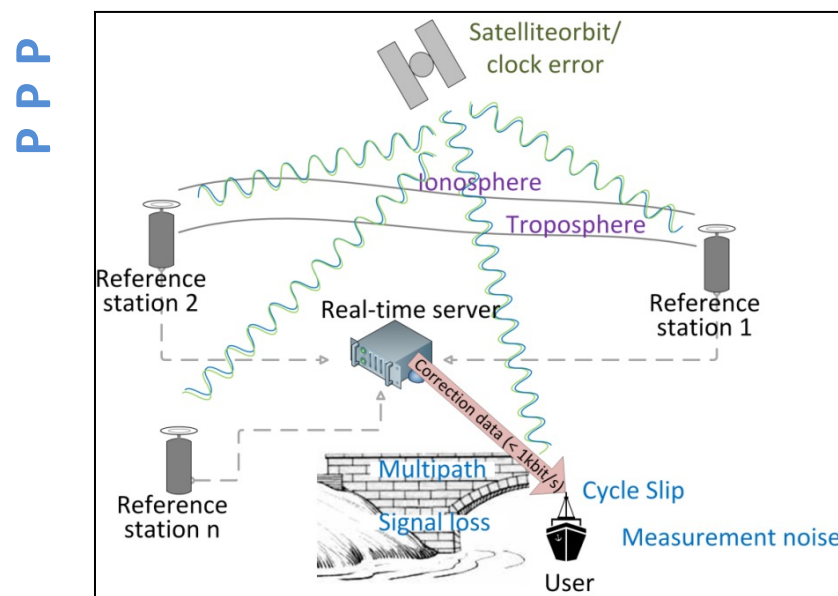 P P P
Satelliteorbit/
clock error
Ionosphere
Troposphere
Reference
station 2
Reference
station 1
Real-time server
Correction data (< 1kbit/s)
Multipath
Signal loss
Cycle Slip
Measurement noise
Reference
station n
User